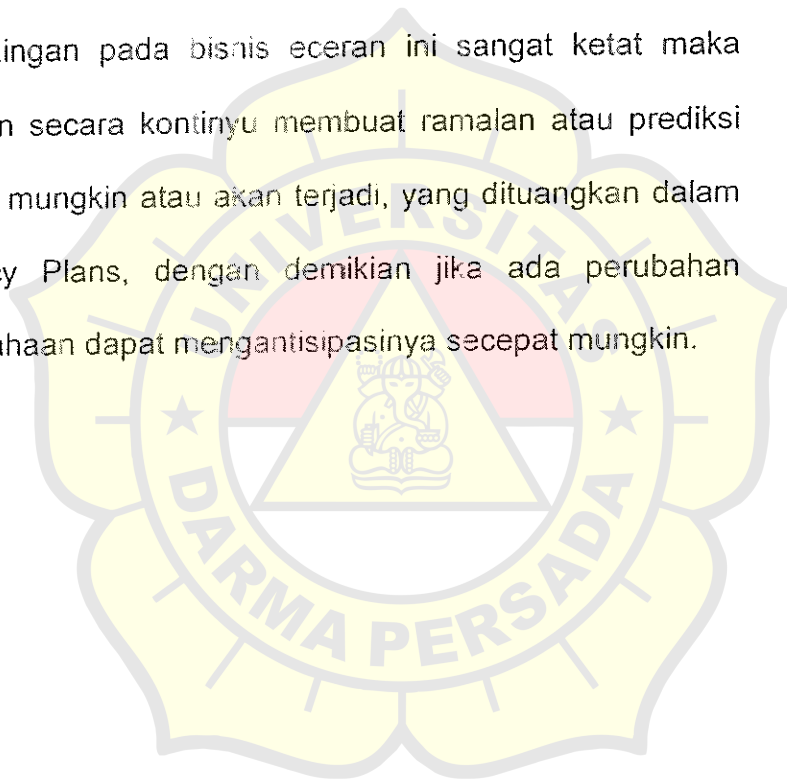 ingan pada bisnis eceran ini sangat ketat maka
n secara kontinyu membuat ramalan atau prediksi
mungkin atau akan terjadi, yang dituangkan dalam
y Plans, dengan demikian jika ada perubahan
ahaan dapat mengantisipasinya secepat mungkin.
UNIVERSITAS
DARMA PERSADA